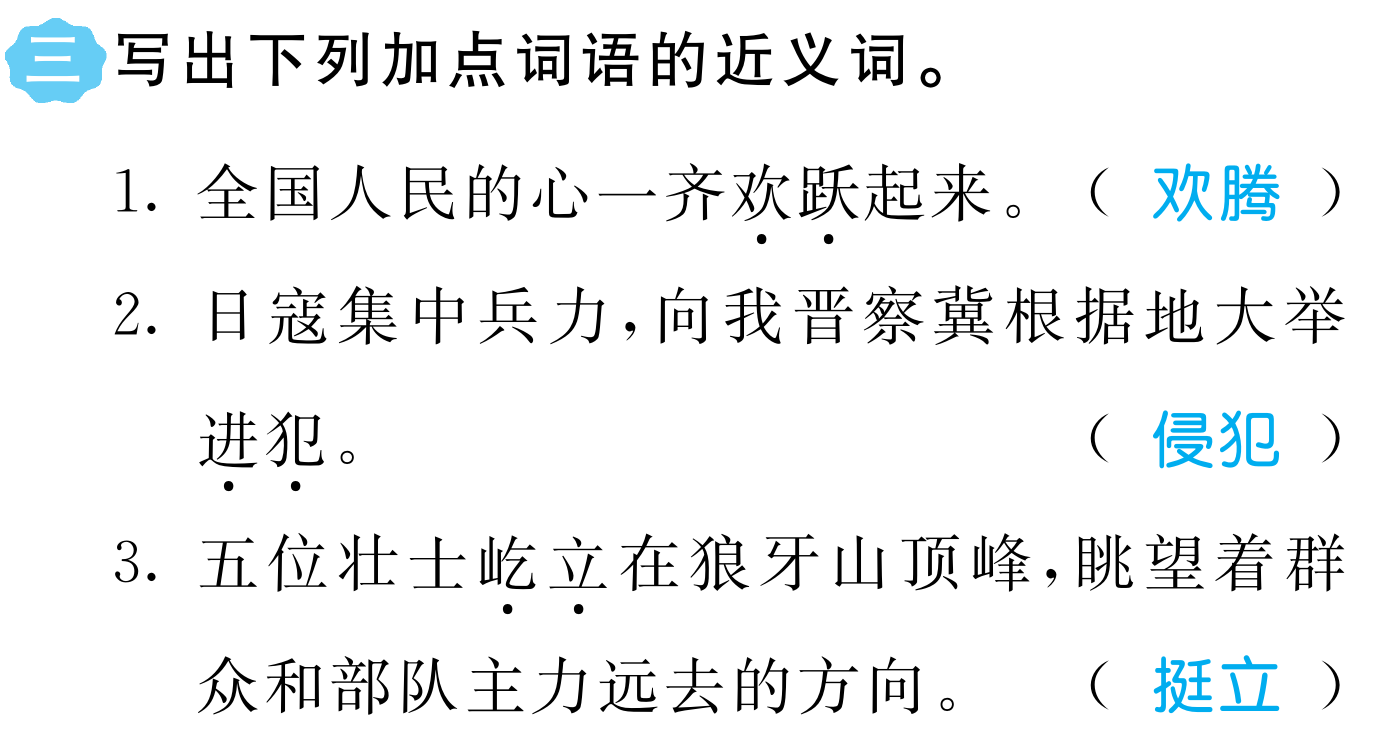 三 写出下列加点词语的近义词。
1. 全国人民的心一齐欢跃起来。（ 欢腾 ）
2. 日寇集中兵力，向我晋察冀根据地大举
进犯。（ 侵犯 ）
3. 五位壮士屹立在狼牙山顶峰，眺望着群
众和部队主力远去的方向。（ 挺立 ）